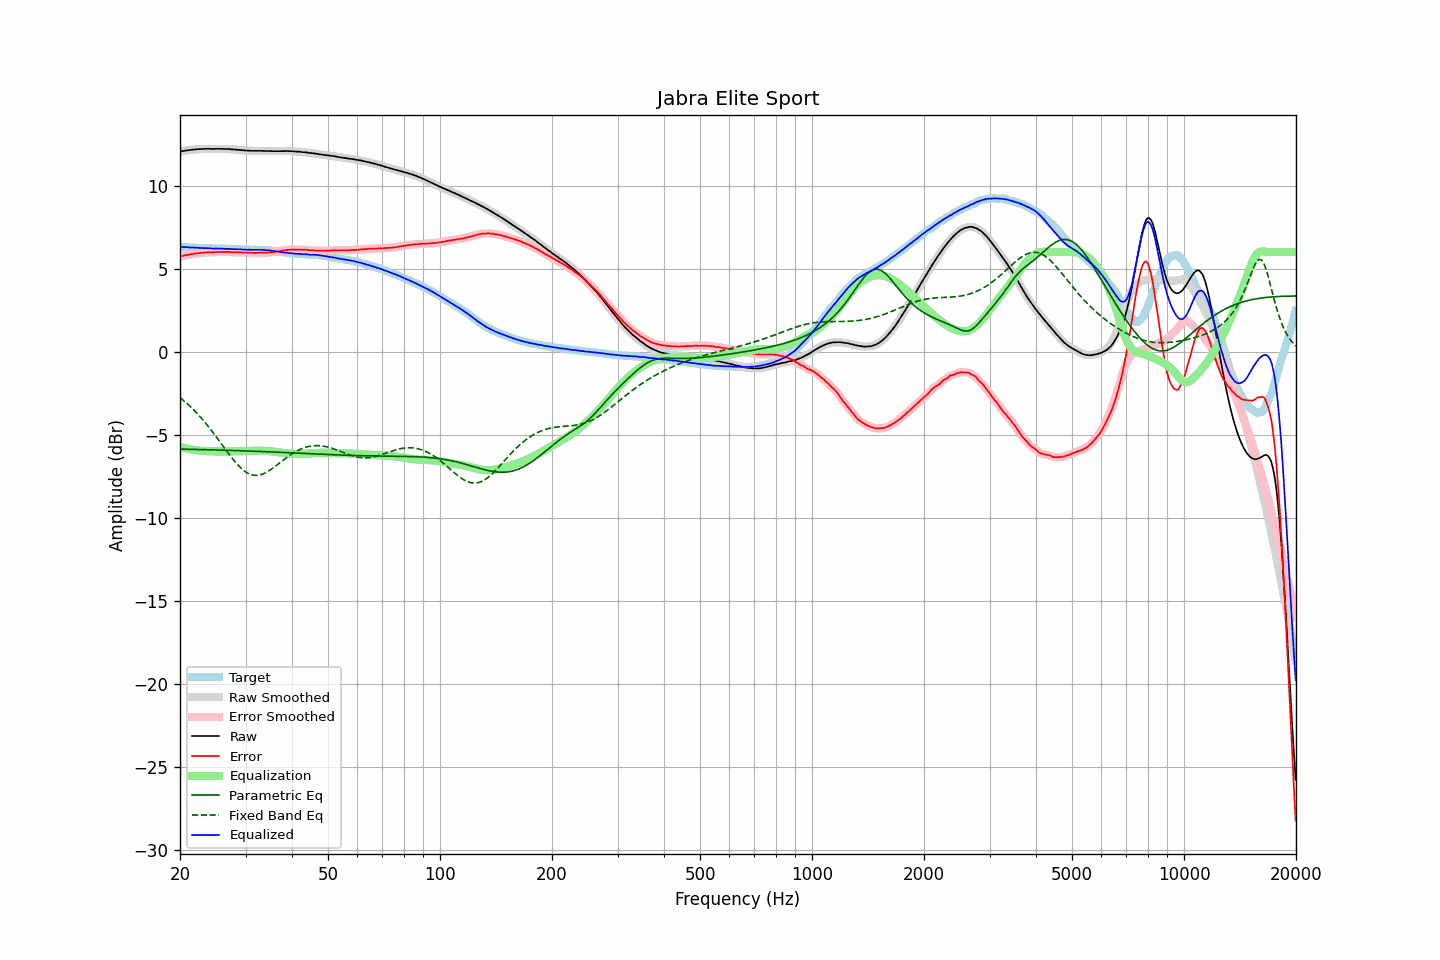 Jabra Elite Sport
Amplitude (dBr)
10
5
0
−5
−10
−15
−20
−25
−30
Target
Raw Smoothed
Error Smoothed
Raw
Error
Equalization
Parametric Eq
Fixed Band Eq
Equalized
20 50 100 200 500 1000 2000 5000 10000 20000
Frequency (Hz)